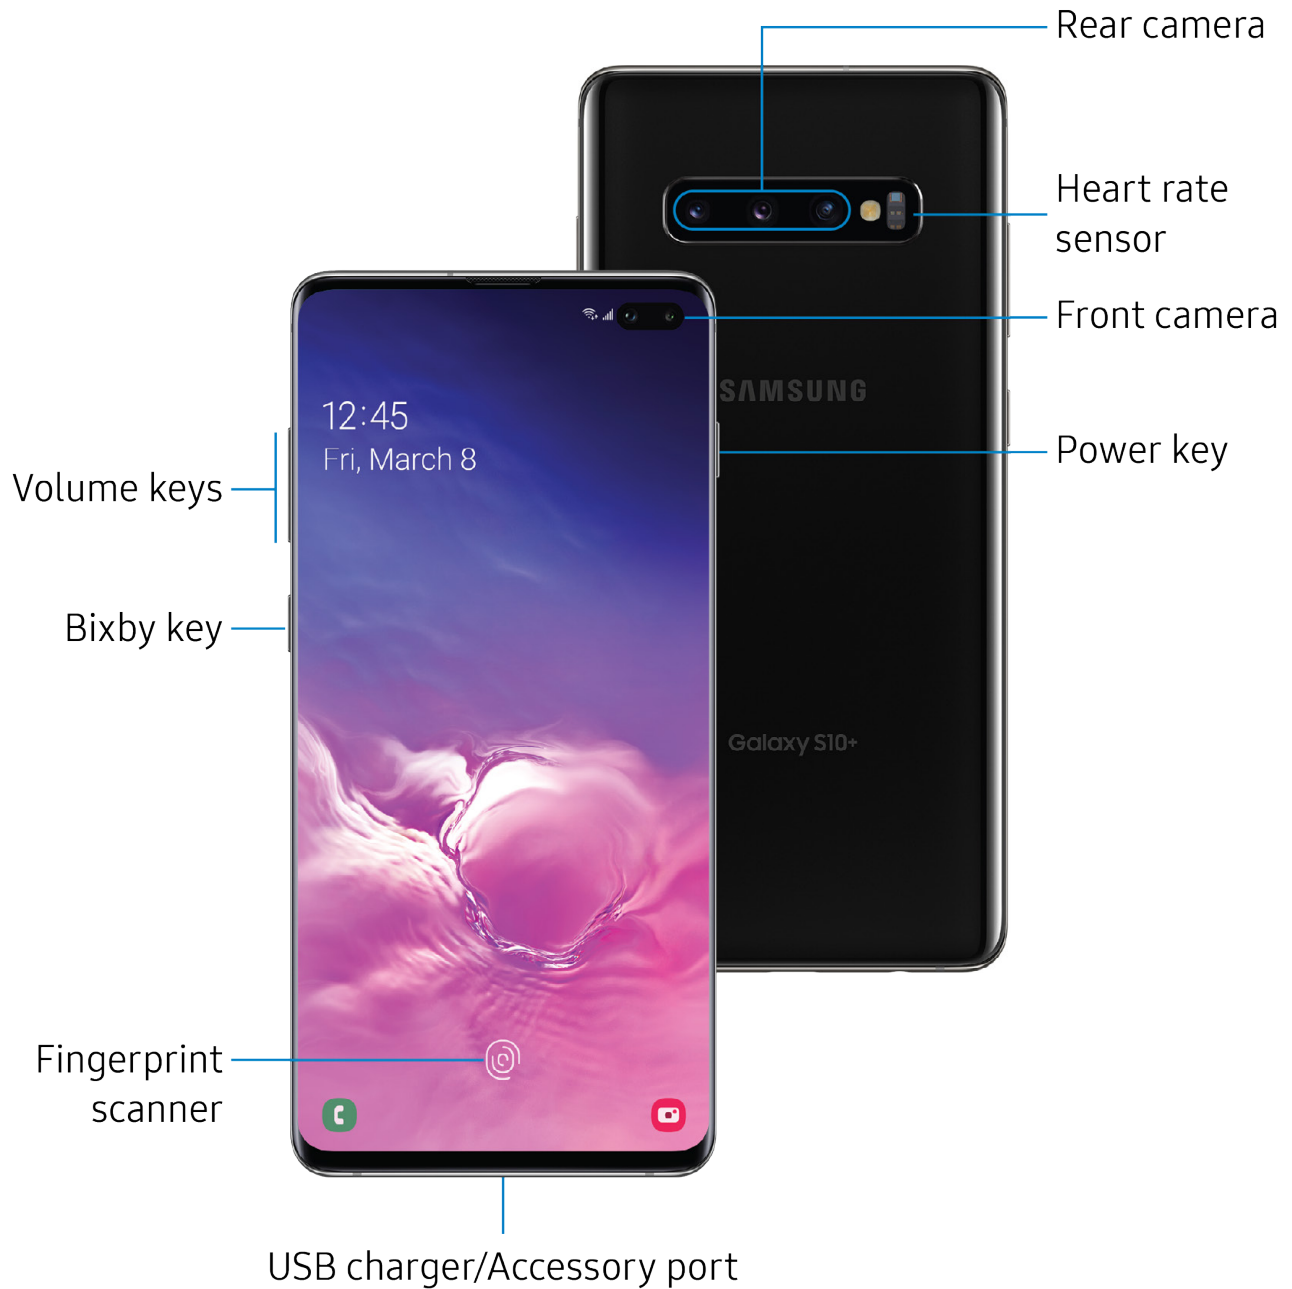 Rear camera
Heart rate
sensor
Front camera
SAMSUNG
12:45
Fri, March 8
Power key
Volume keys
Bixby key
Galaxy S10+
Fingerprint
scanner
USB charger/Accessory port